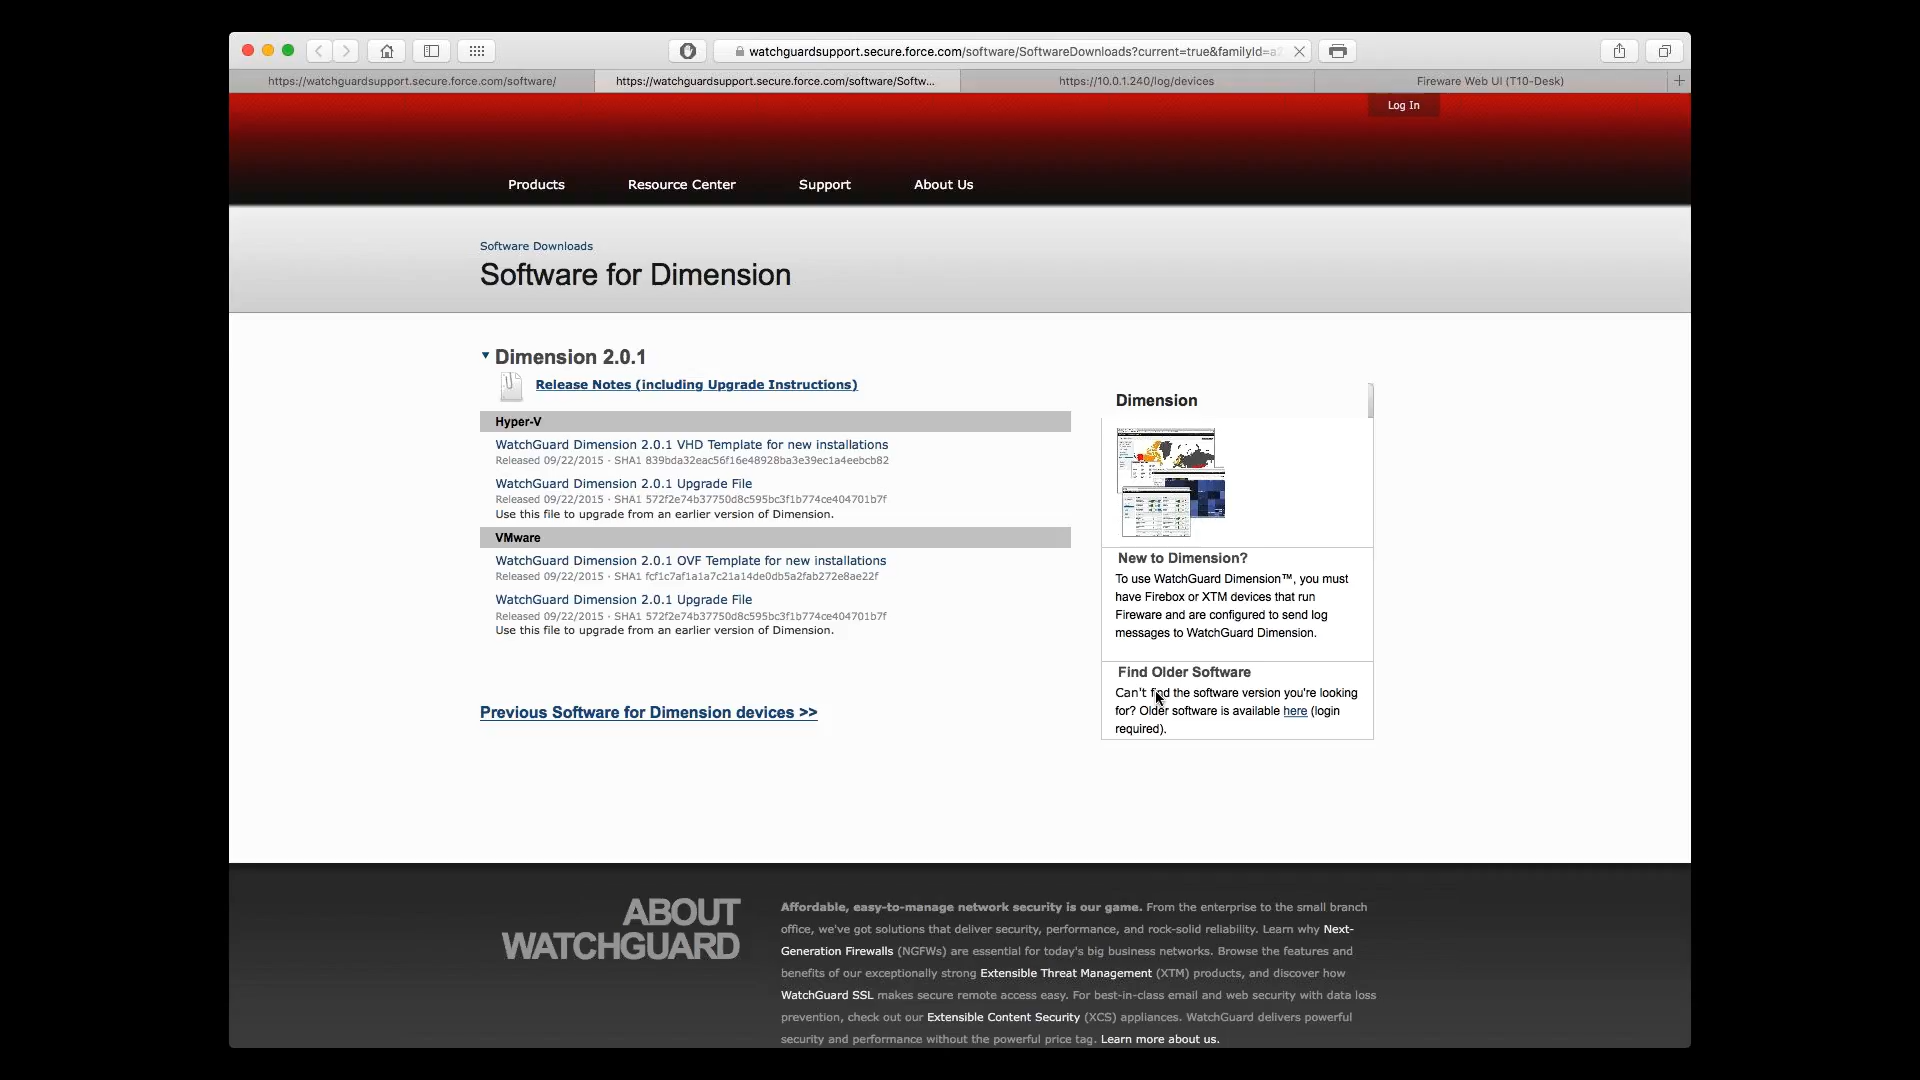 watchguardsupport.secure.force.com/software/SoftwareDownloads?current=true&familyId=a
https://watchguardsupport.secure.force.com/software/
https://watchguardsupport.secure.force.com/software/Softw...
https://10.0.1.240/log/devices
Fireware Web UI (T10-Desk)
Log In
Products
Resource Center
Support
About Us
Software Downloads
Software for Dimension
Dimension 2.0.1
Release Notes (including Upgrade Instructions)
Hyper-V
WatchGuard Dimension 2.0.1 VHD Template for new installations
Released 09/22/2015 · SHA1 839bda32eac56f16e48928ba3e39ec1a4eebcb82
WatchGuard Dimension 2.0.1 Upgrade File
Released 09/22/2015 · SHA1 572f2e74b37750d8c595bc3f1b774ce404701b7f
Use this file to upgrade from an earlier version of Dimension.
VMware
WatchGuard Dimension 2.0.1 OVF Template for new installations
Released 09/22/2015 · SHA1 fcf1c7af1a1a7c21a14de0db5a2fab272e8ae22f
WatchGuard Dimension 2.0.1 Upgrade File
Released 09/22/2015 · SHA1 572f2e74b37750d8c595bc3f1b774ce404701b7f
Use this file to upgrade from an earlier version of Dimension.
Previous Software for Dimension devices >>
Dimension
New to Dimension?
To use WatchGuard Dimension™, you must
have Firebox or XTM devices that run
Fireware and are configured to send log
messages to WatchGuard Dimension.
Find Older Software
Can't find the software version you're looking
for? Older software is available here (login
required).
ABOUT
WATCHGUARD
Affordable, easy-to-manage network security is our game. From the enterprise to the small branch
office, we've got solutions that deliver security, performance, and rock-solid reliability. Learn why Next-
Generation Firewalls (NGFWs) are essential for today's big business networks. Browse the features and
benefits of our exceptionally strong Extensible Threat Management (XTM) products, and discover how
WatchGuard SSL makes secure remote access easy. For best-in-class email and web security with data loss
prevention, check out our Extensible Content Security (XCS) appliances. WatchGuard delivers powerful
security and performance without the powerful price tag. Learn more about us.